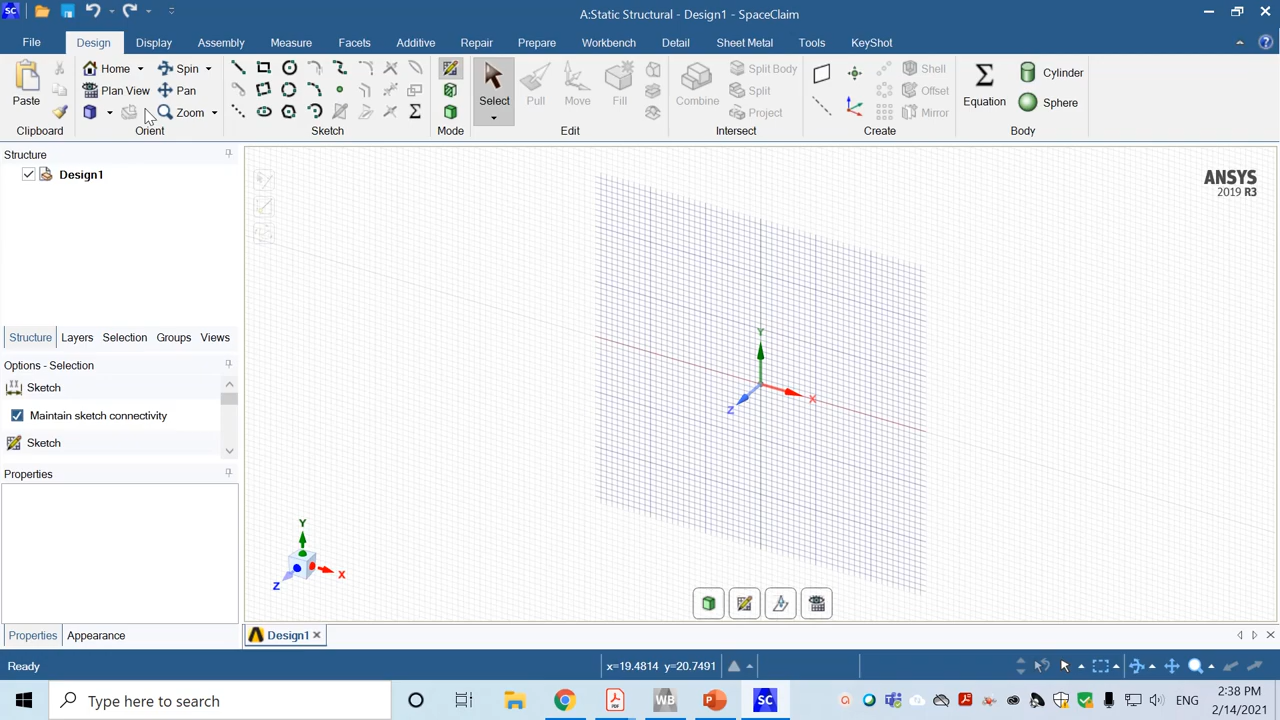 A:Static Structural - Design1 - SpaceClaim
File Design Display Assembly Measure Facets Additive Repair Prepare Workbench Detail Sheet Metal Tools KeyShot
Home Spin Split Body Shell Cylinder
Plan View Pan Split Offset
Paste Select Pull Move Fill Combine Equation Sphere
Zoom Project Mirror
Clipboard Orient Sketch Mode Edit Intersect Create Body
Structure
Design1
ANSYS
2019 R3
Structure Layers Selection Groups Views
Options - Selection
Sketch
Maintain sketch connectivity
Sketch
Properties
Y
X
Z
Y
X
Z
Properties Appearance
Design1
Ready x=19.4814 y=20.7491
Type here to search
WB
SC
ENG
2:38 PM
2/14/2021